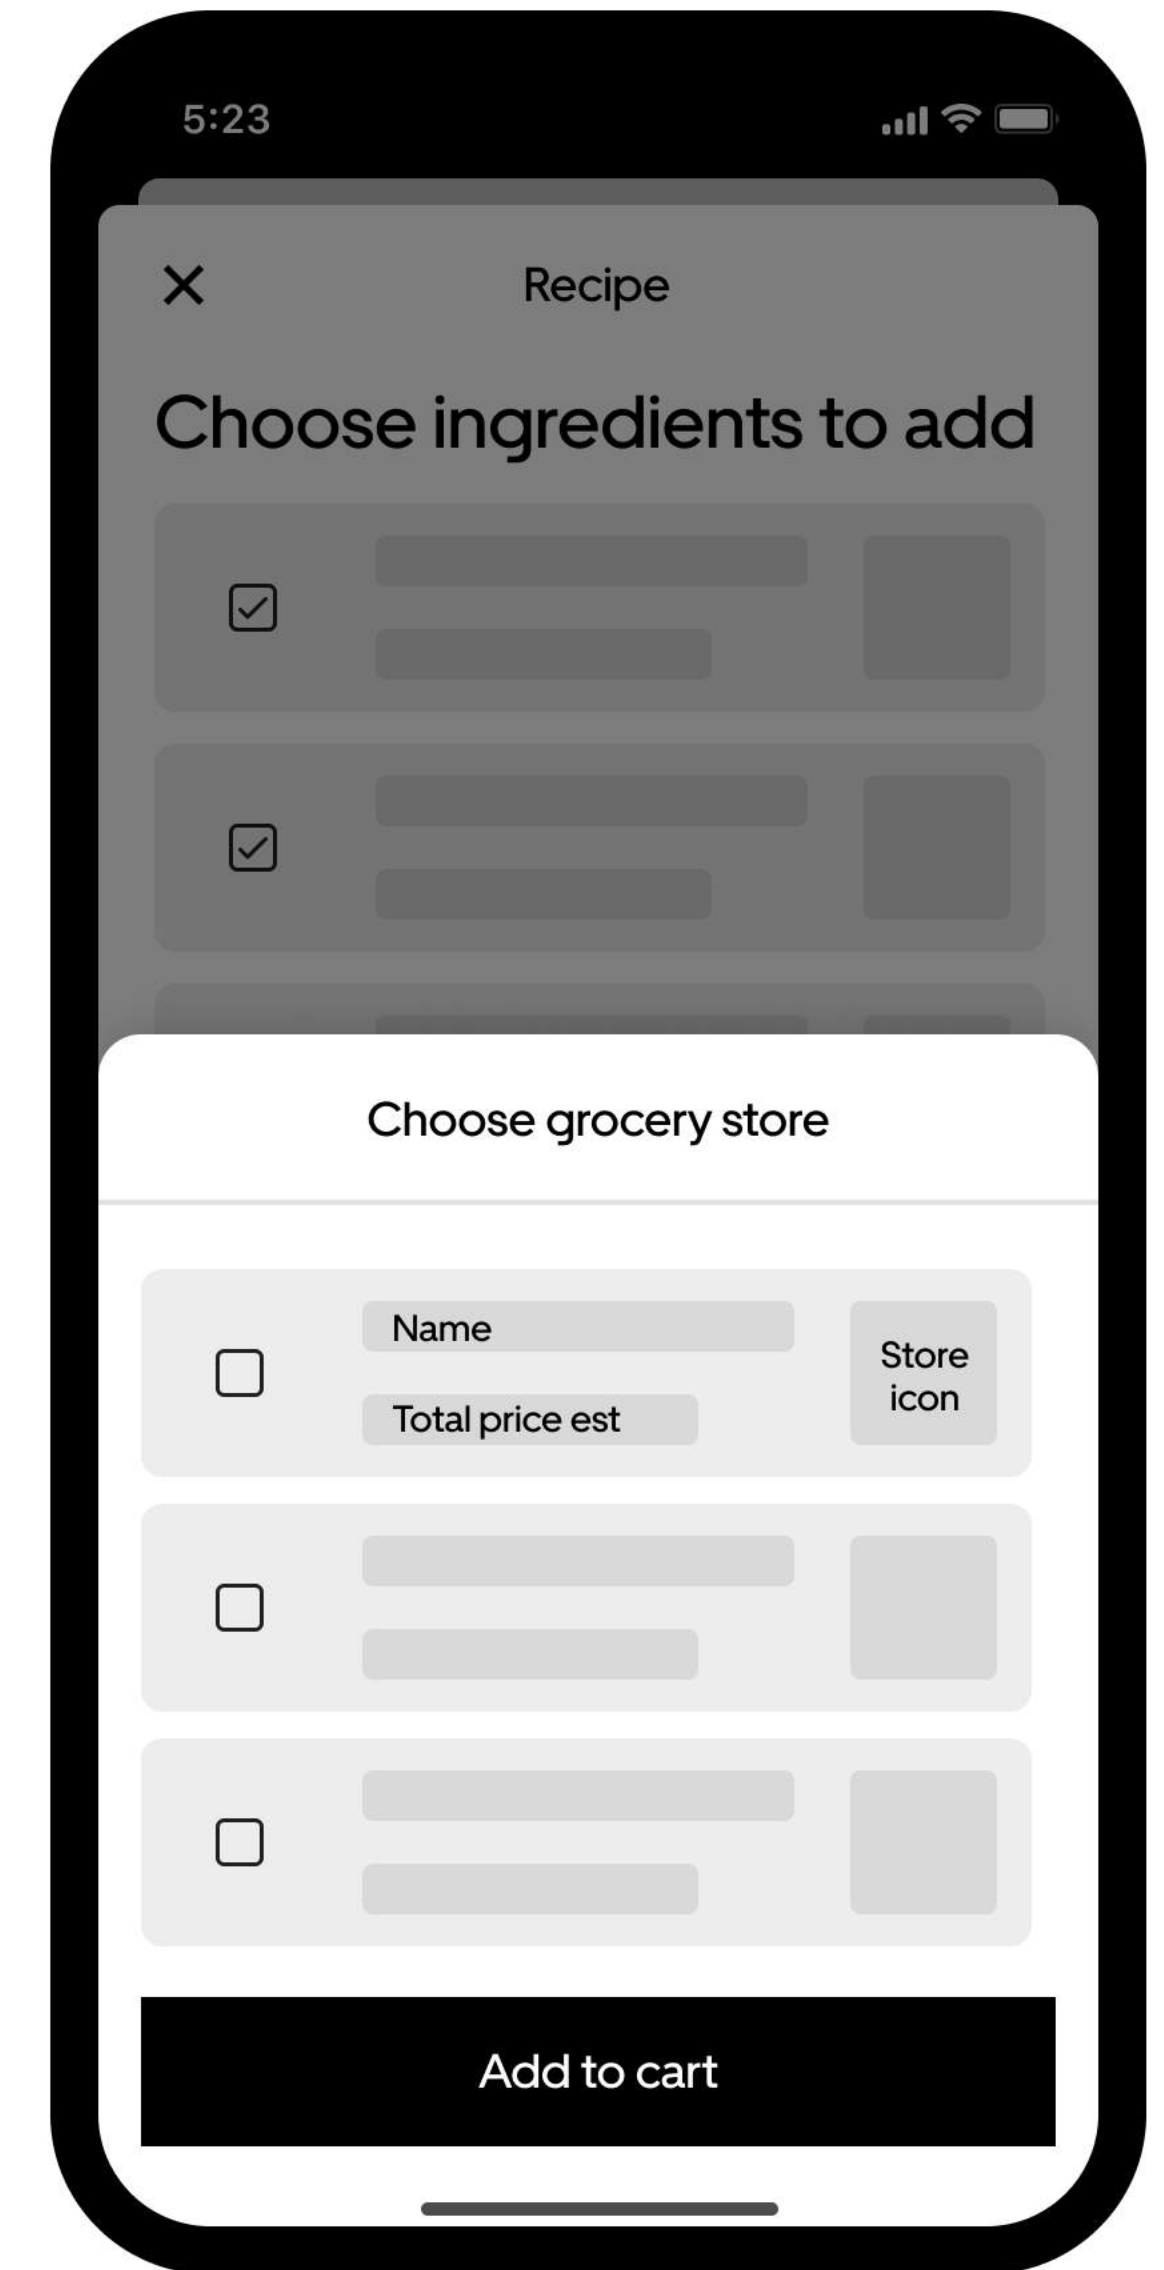 5:23
Recipe
Choose ingredients to add
Choose grocery store
Name
Total price est
Store
icon
Add to cart